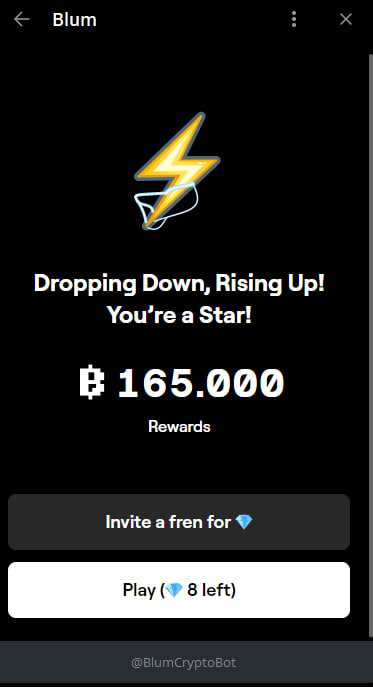 Blum
Dropping Down, Rising Up!
You’re a Star!
165.000
Rewards
Invite a fren for 💎
Play (💎 8 left)
@BlumCryptoBot